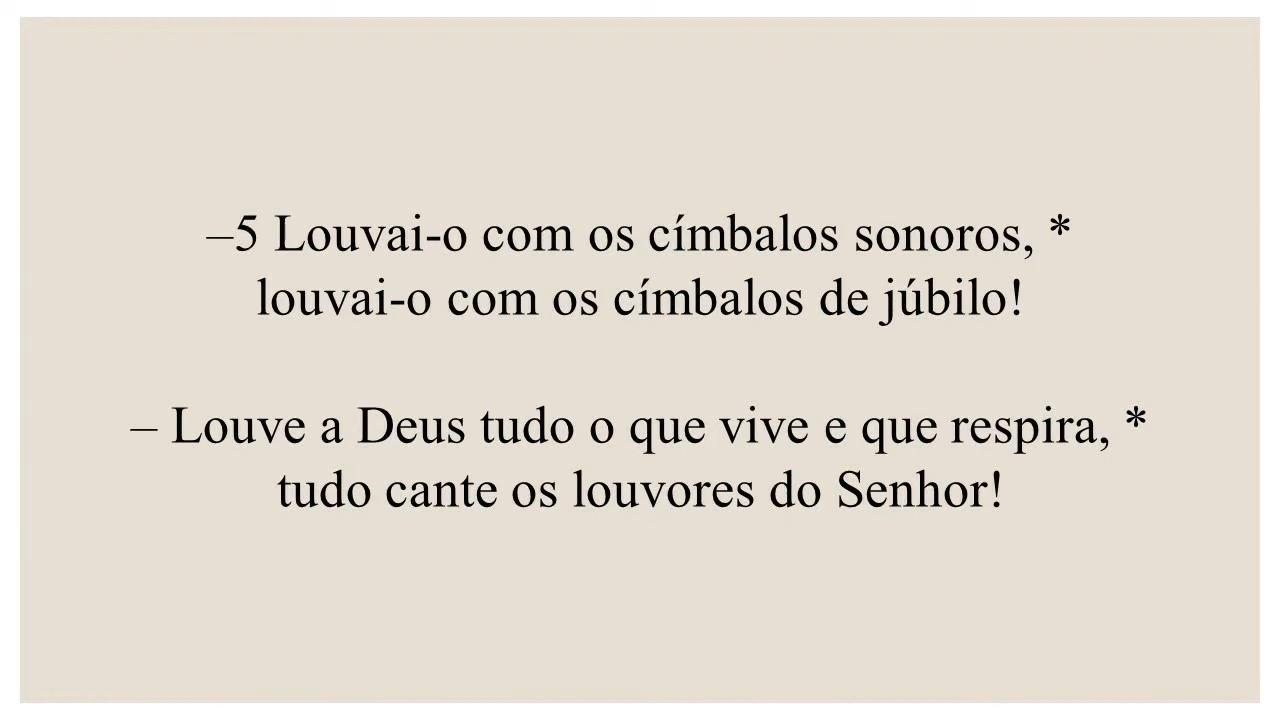 –5 Louvai-o com os címbalos sonoros, *
louvai-o com os címbalos de júbilo!
– Louve a Deus tudo o que vive e que respira, *
tudo cante os louvores do Senhor!